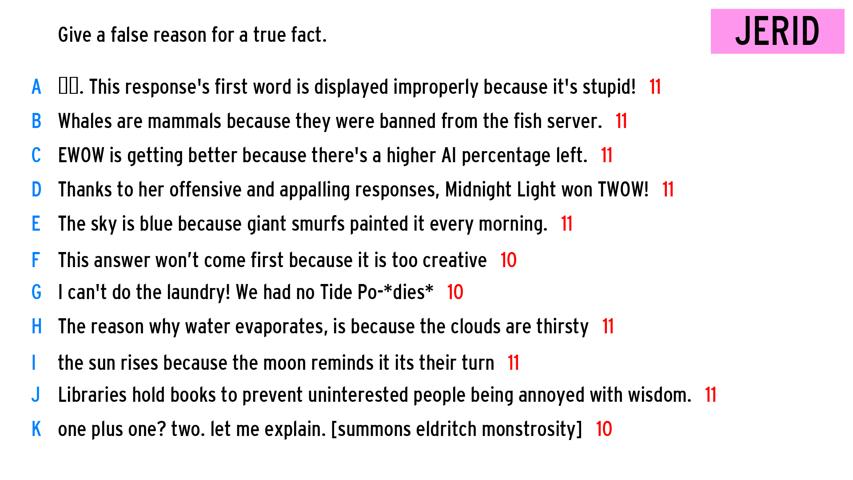 Give a false reason for a true fact.
JERID
A ▯▯. This response's first word is displayed improperly because it's stupid! 11
B Whales are mammals because they were banned from the fish server. 11
C EWOW is getting better because there's a higher AI percentage left. 11
D Thanks to her offensive and appalling responses, Midnight Light won TWOW! 11
E The sky is blue because giant smurfs painted it every morning. 11
F This answer won’t come first because it is too creative 10
G I can't do the laundry! We had no Tide Po-*dies* 10
H The reason why water evaporates, is because the clouds are thirsty 11
I the sun rises because the moon reminds it its their turn 11
J Libraries hold books to prevent uninterested people being annoyed with wisdom. 11
K one plus one? two. let me explain. [summons eldritch monstrosity] 10